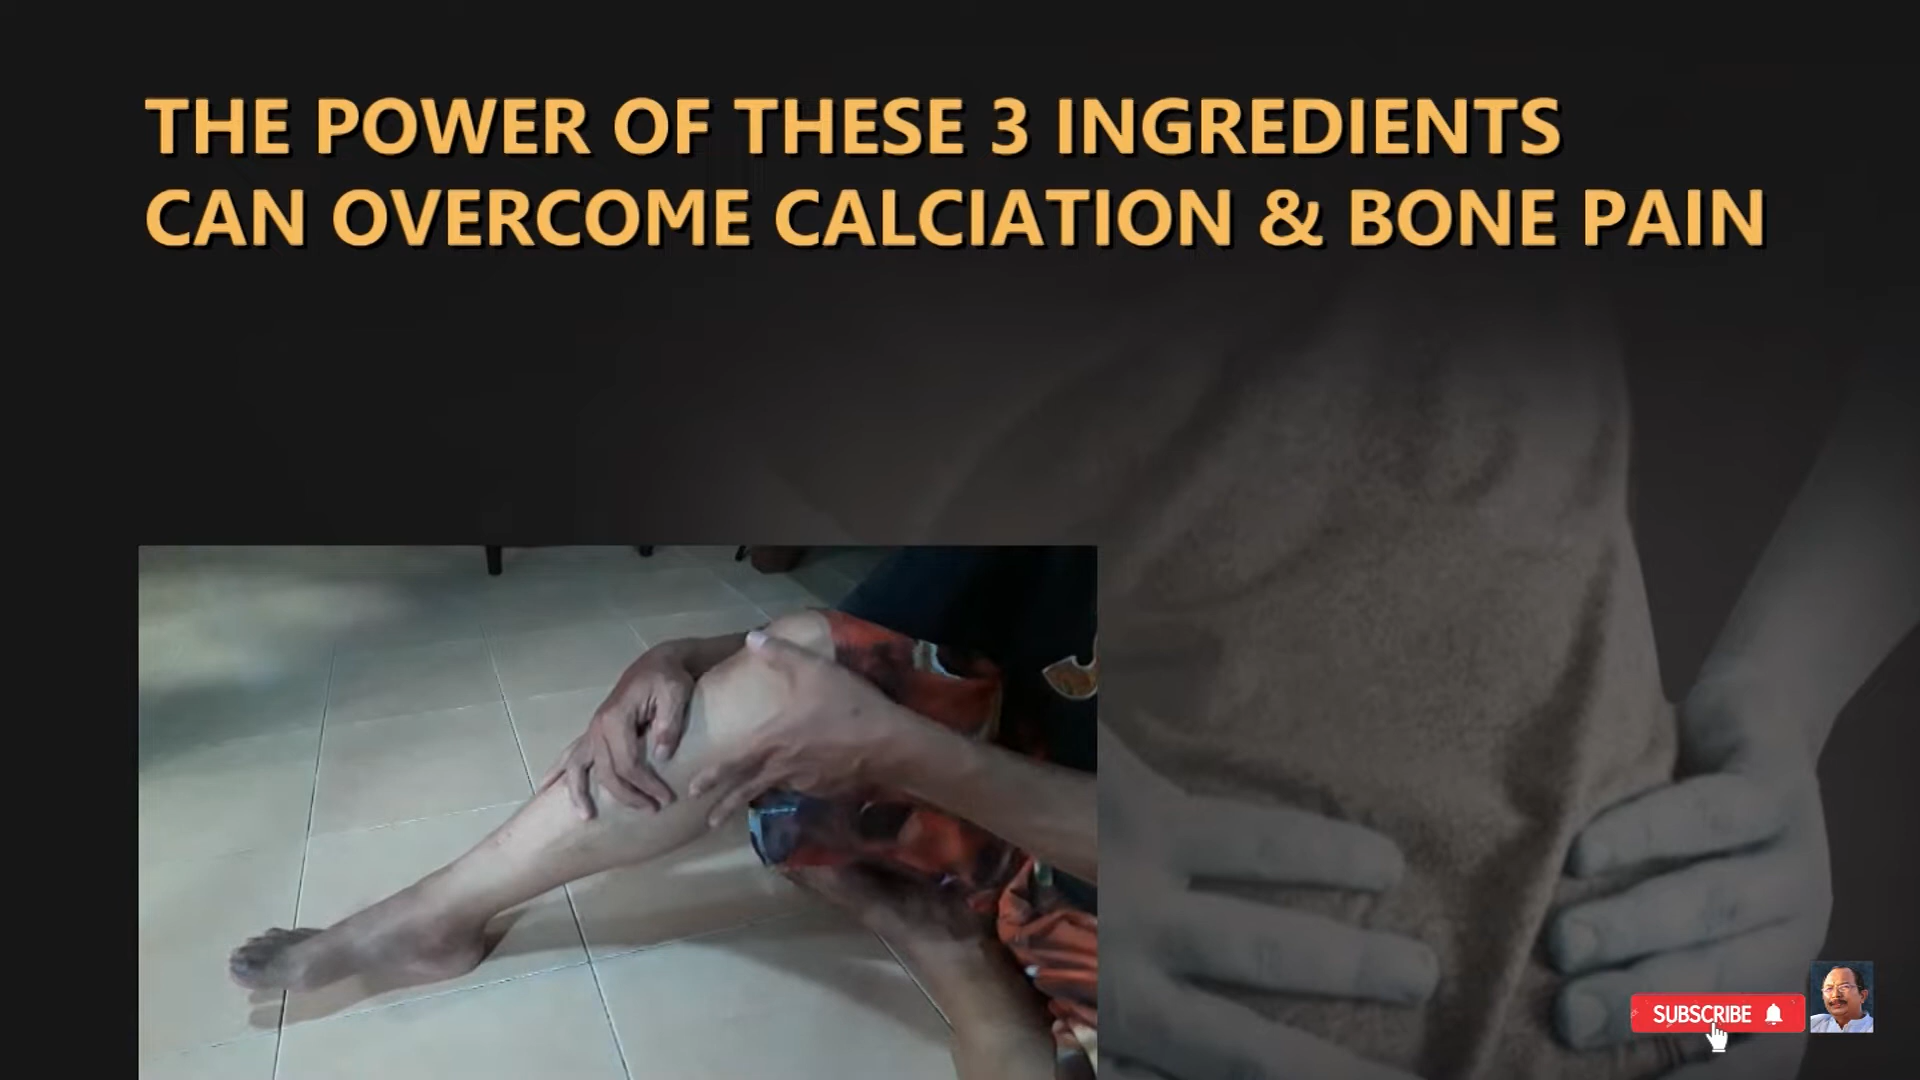 THE POWER OF THESE 3 INGREDIENTS
CAN OVERCOME CALCIATION & BONE PAIN
SUBSCRIBE